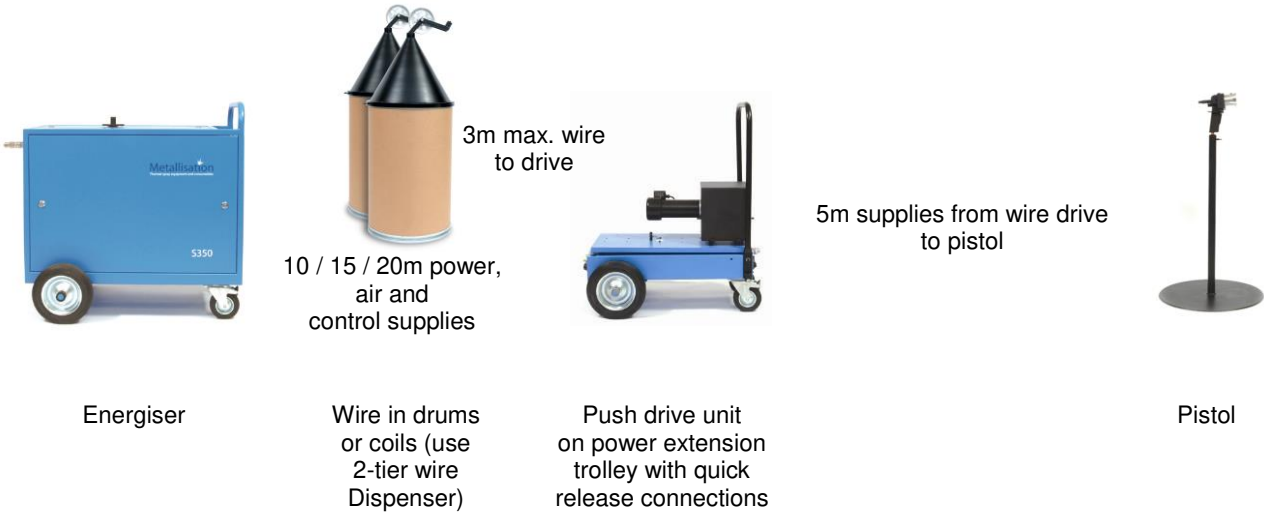 Metallisation
S350
3m max. wire
to drive
10 / 15 / 20m power,
air and
control supplies
5m supplies from wire drive
to pistol
Energiser
Wire in drums
or coils (use
2-tier wire
Dispenser)
Push drive unit
on power extension
trolley with quick
release connections
Pistol